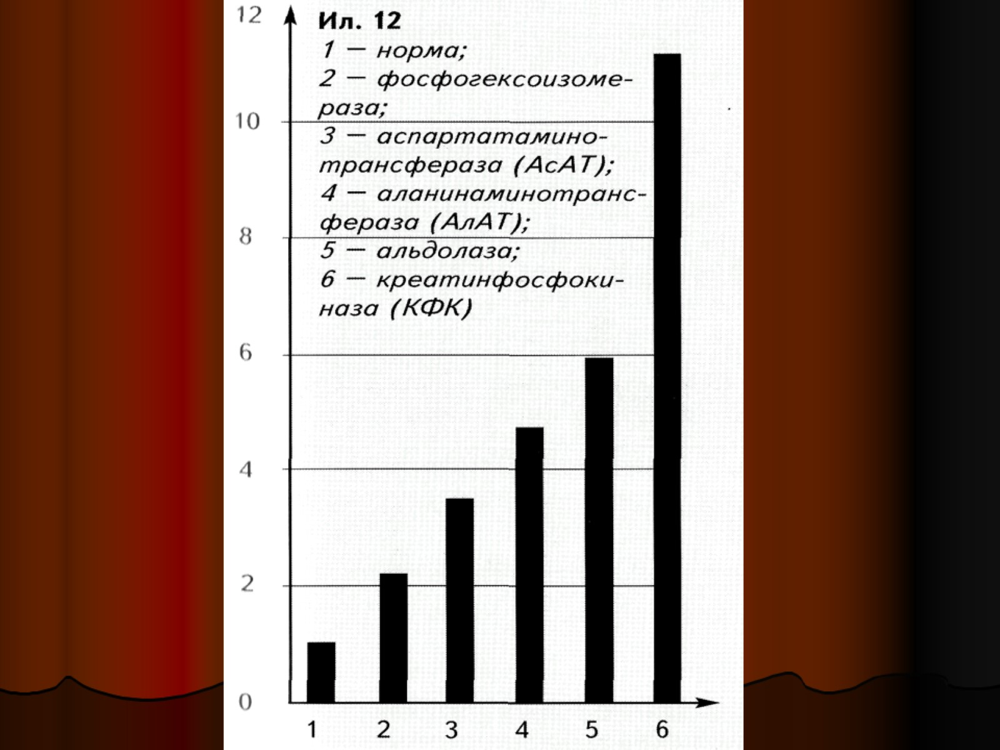 12
Ил. 12
1 — норма;
2 — фосфогексоизоме-
раза;
10
3 — аспартатамино-
трансфераза (АсАТ);
4 — аланинаминотранс-
фераза (АлАТ);
8
5 — альдолаза;
6 — креатинфосфоки-
наза (КФК)
6
4
2
0
1 2 3 4 5 6